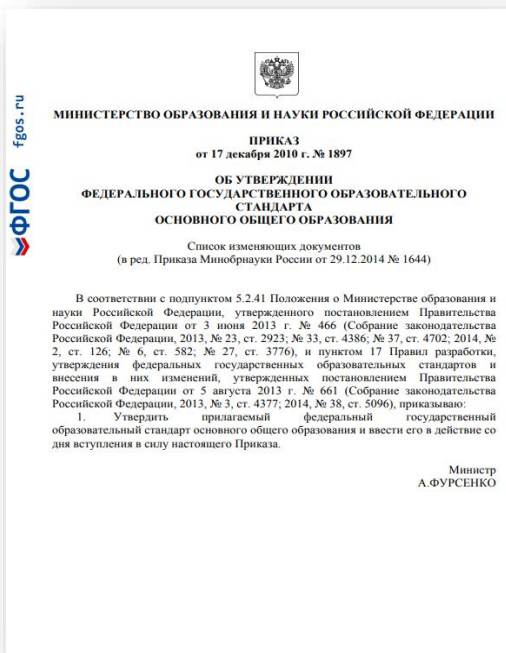 fgos.ru
ФГОС
МИНИСТЕРСТВО ОБРАЗОВАНИЯ И НАУКИ РОССИЙСКОЙ ФЕДЕРАЦИИ
ПРИКАЗ
от 17 декабря 2010 г. № 1897
ОБ УТВЕРЖДЕНИИ
ФЕДЕРАЛЬНОГО ГОСУДАРСТВЕННОГО ОБРАЗОВАТЕЛЬНОГО
СТАНДАРТА
ОСНОВНОГО ОБЩЕГО ОБРАЗОВАНИЯ
Список изменяющих документов
(в ред. Приказа Минобрнауки России от 29.12.2014 № 1644)
В соответствии с подпунктом 5.2.41 Положения о Министерстве образования и
науки Российской Федерации, утвержденного постановлением Правительства
Российской Федерации от 3 июня 2013 г. № 466 (Собрание законодательства
Российской Федерации, 2013, № 23, ст. 2923; № 33, ст. 4386; № 37, ст. 4702; 2014, №
2, ст. 126; № 6, ст. 582; № 27, ст. 3776), и пунктом 17 Правил разработки,
утверждения федеральных государственных образовательных стандартов и
внесения в них изменений, утвержденных постановлением Правительства
Российской Федерации от 5 августа 2013 г. № 661 (Собрание законодательства
Российской Федерации, 2013, № 3, ст. 4377; 2014, № 38, ст. 5096), приказываю:
1. Утвердить прилагаемый федеральный государственный
образовательный стандарт основного общего образования и ввести его в действие со
дня вступления в силу настоящего Приказа.
Министр
А.ФУРСЕНКО